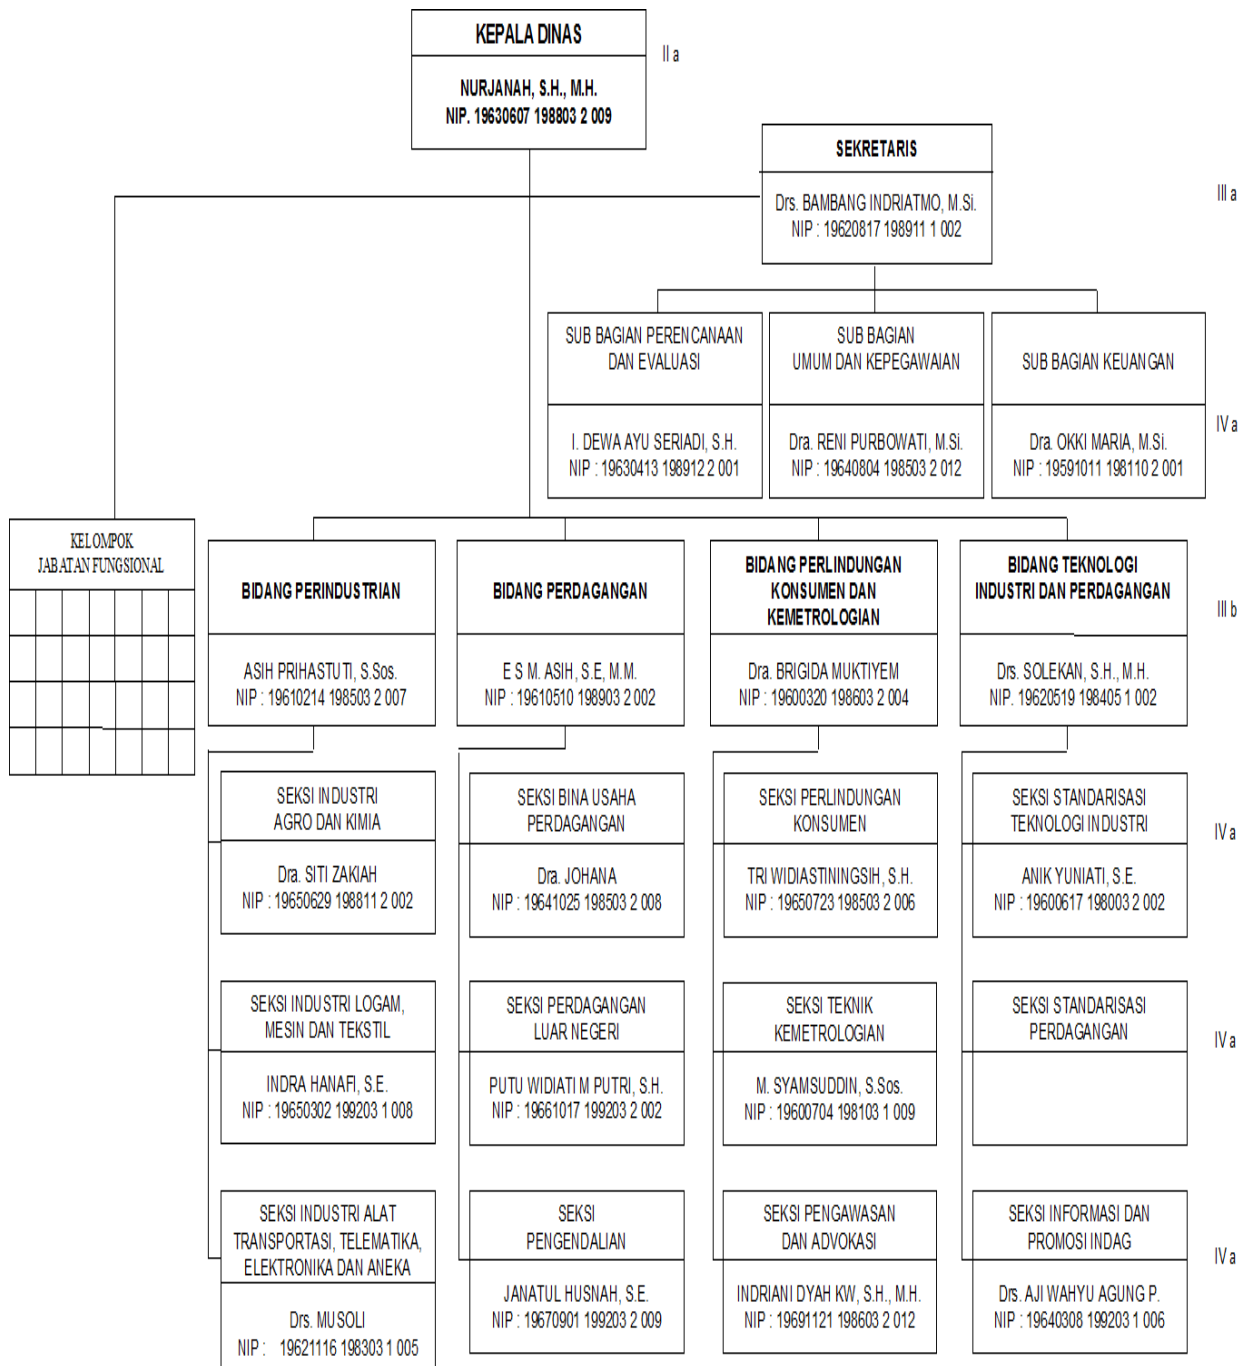 KEPALA DINAS
II a
NURJANAH, S.H., M.H.
NIP. 19630607 198803 2 009
SEKRETARIS
Drs. BAMBANG INDRIATMO, M.Si.
NIP : 19620817 198911 1 002
III a
SUB BAGIAN PERENCANAAN
DAN EVALUASI
I. DEWA AYU SERIADI, S.H.
NIP : 19630413 198912 2 001
SUB BAGIAN
UMUM DAN KEPEGAWAIAN
Dra. RENI PURBOWATI, M.Si.
NIP : 19640804 198503 2 012
SUB BAGIAN KEUANGAN
Dra. OKKI MARIA, M.Si.
NIP : 19591011 198110 2 001
IV a
KELOMPOK
JABATAN FUNGSIONAL
BIDANG PERINDUSTRIAN
ASIH PRIHASTUTI, S.Sos.
NIP : 19610214 198503 2 007
BIDANG PERDAGANGAN
E S M. ASIH, S.E, M.M.
NIP : 19610510 198903 2 002
BIDANG PERLINDUNGAN
KONSUMEN DAN
KEMETROLOGIAN
Dra. BRIGIDA MUKTIYEM
NIP : 19600320 198603 2 004
BIDANG TEKNOLOGI
INDUSTRI DAN PERDAGANGAN
Drs. SOLEKAN, S.H., M.H.
NIP. 19620519 198405 1 002
III b
SEKSI INDUSTRI
AGRO DAN KIMIA
Dra. SITI ZAKIAH
NIP : 19650629 198811 2 002
SEKSI BINA USAHA
PERDAGANGAN
Dra. JOHANA
NIP : 19641025 198503 2 008
SEKSI PERLINDUNGAN
KONSUMEN
TRI WIDIASTININGSIH, S.H.
NIP : 19650723 198503 2 006
SEKSI STANDARISASI
TEKNOLOGI INDUSTRI
ANIK YUNIATI, S.E.
NIP : 19600617 198003 2 002
IV a
SEKSI INDUSTRI LOGAM,
MESIN DAN TEKSTIL
INDRA HANAFI, S.E.
NIP : 19650302 199203 1 008
SEKSI PERDAGANGAN
LUAR NEGERI
PUTU WIDIATI M PUTRI, S.H.
NIP : 19661017 199203 2 002
SEKSI TEKNIK
KEMETROLOGIAN
M. SYAMSUDDIN, S.Sos.
NIP : 19600704 198103 1 009
SEKSI STANDARISASI
PERDAGANGAN
IV a
SEKSI INDUSTRI ALAT
TRANSPORTASI, TELEMATIKA,
ELEKTRONIKA DAN ANEKA
Drs. MUSOLI
NIP : 19621116 198303 1 005
SEKSI
PENGENDALIAN
JANATUL HUSNAH, S.E.
NIP : 19670901 199203 2 009
SEKSI PENGAWASAN
DAN ADVOKASI
INDRIANI DYAH KW, S.H., M.H.
NIP : 19691121 198603 2 012
SEKSI INFORMASI DAN
PROMOSI INDAG
Drs. AJI WAHYU AGUNG P.
NIP : 19640308 199203 1 006
IV a